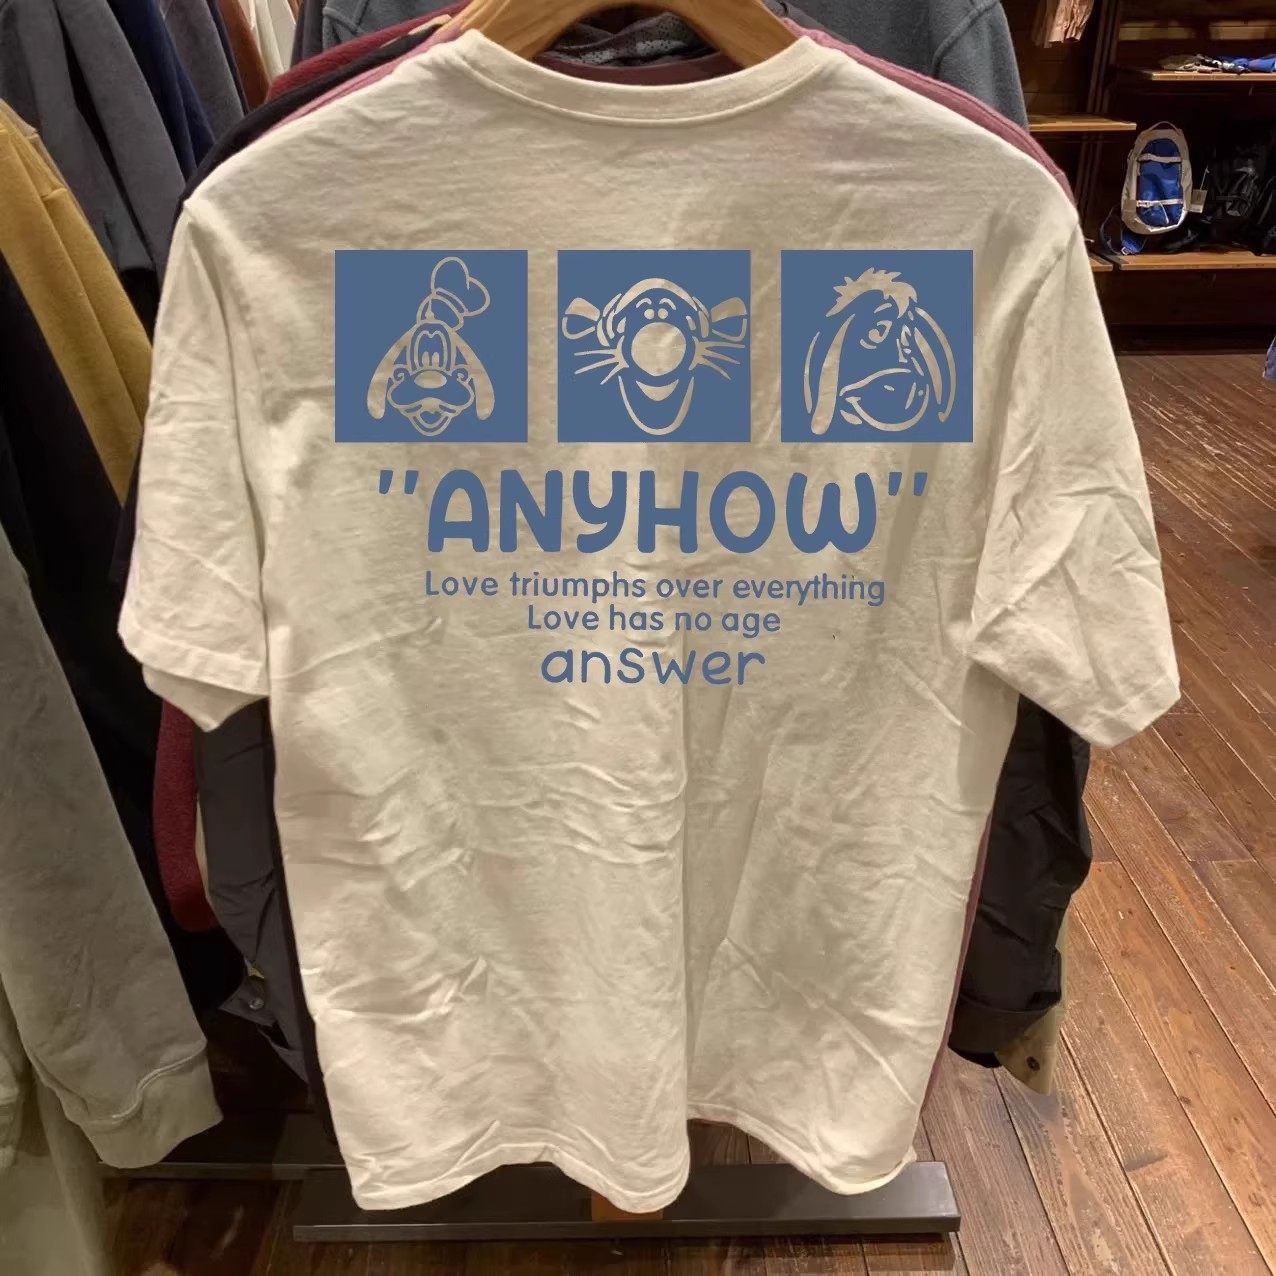 "ANYHOW"
Love triumphs over everything
Love has no age
answer